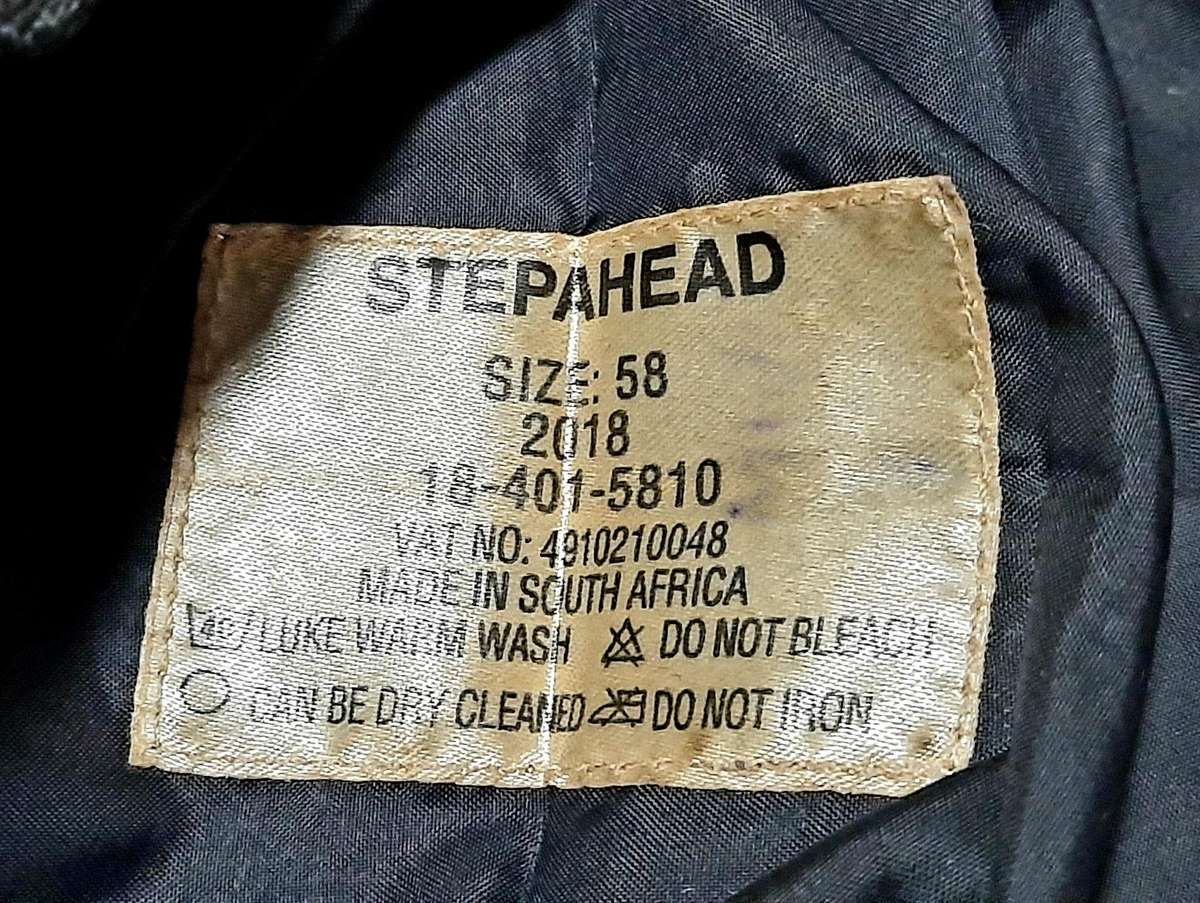 STEPAHEAD
SIZE: 58
2018
18-401-5810
VAT NO: 4910210048
MADE IN SOUTH AFRICA
40 LUKE WARM WASH DO NOT BLEACH
CAN BE DRY CLEANED DO NOT IRON